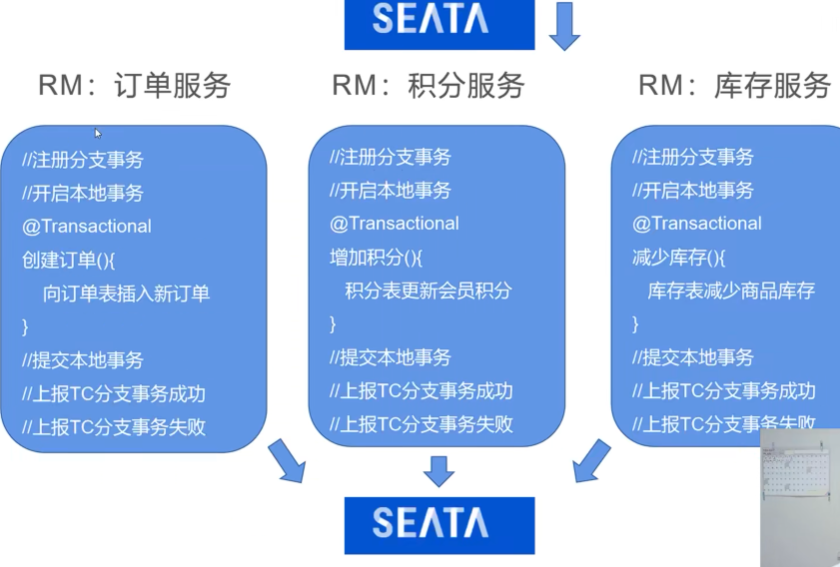 SEATA
RM：订单服务
//注册分支事务
//开启本地事务
@Transactional
创建订单(){
向订单表插入新订单
}
//提交本地事务
//上报TC分支事务成功
//上报TC分支事务失败
RM：积分服务
//注册分支事务
//开启本地事务
@Transactional
增加积分(){
积分表更新会员积分
}
//提交本地事务
//上报TC分支事务成功
//上报TC分支事务失败
RM：库存服务
//注册分支事务
//开启本地事务
@Transactional
减少库存(){
库存表减少商品库存
}
//提交本地事务
//上报TC分支事务成功
//上报TC分支事务失败
SEATA